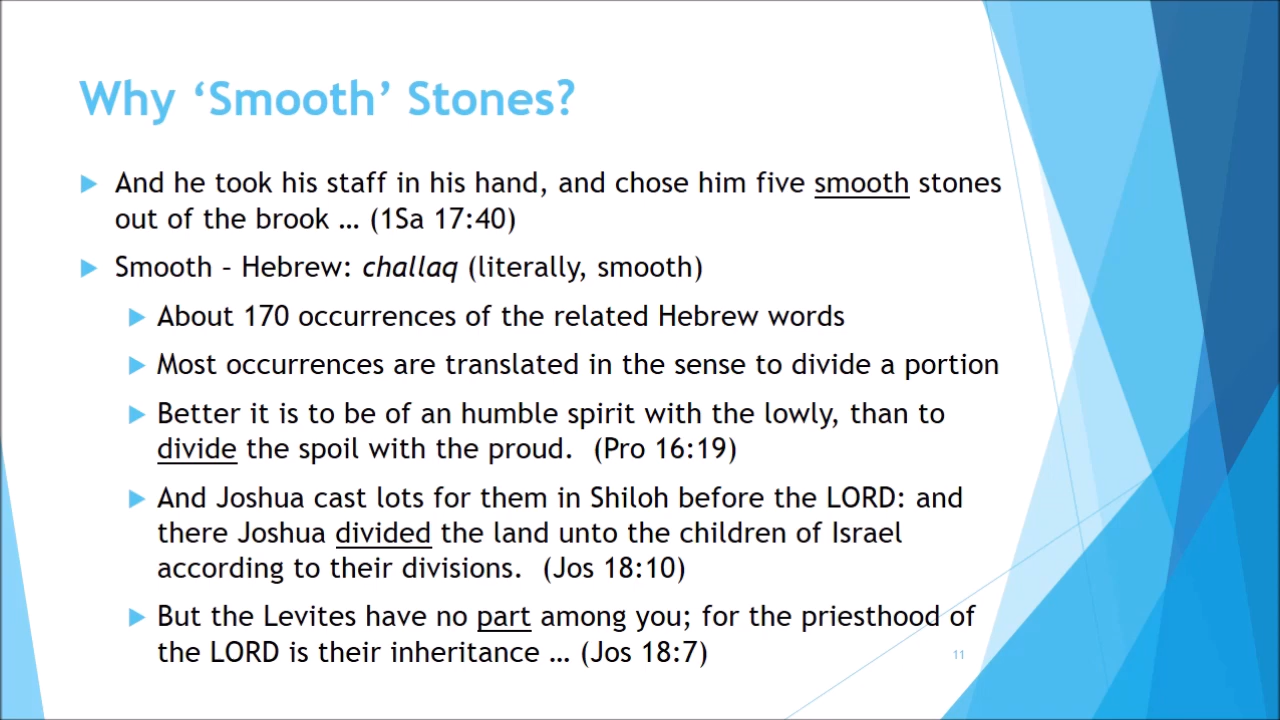 Why ‘Smooth’ Stones?
And he took his staff in his hand, and chose him five smooth stones
out of the brook … (1Sa 17:40)
Smooth – Hebrew: challaq (literally, smooth)
About 170 occurrences of the related Hebrew words
Most occurrences are translated in the sense to divide a portion
Better it is to be of an humble spirit with the lowly, than to
divide the spoil with the proud.  (Pro 16:19)
And Joshua cast lots for them in Shiloh before the LORD: and
there Joshua divided the land unto the children of Israel
according to their divisions.  (Jos 18:10)
But the Levites have no part among you; for the priesthood of
the LORD is their inheritance … (Jos 18:7)
11